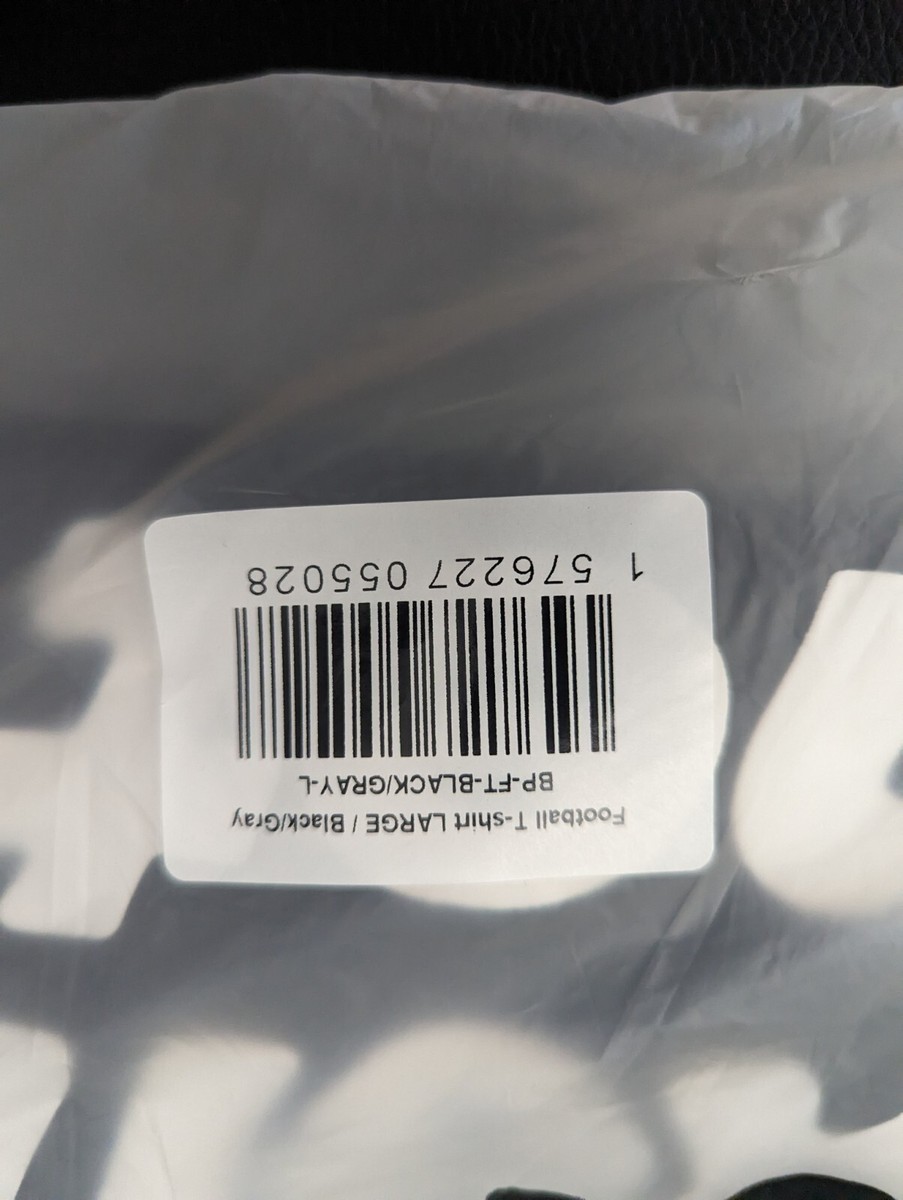 Football T-shirt LARGE / Black/Gray
BP-FT-BLACK/GRAY-L
1 576227 055028